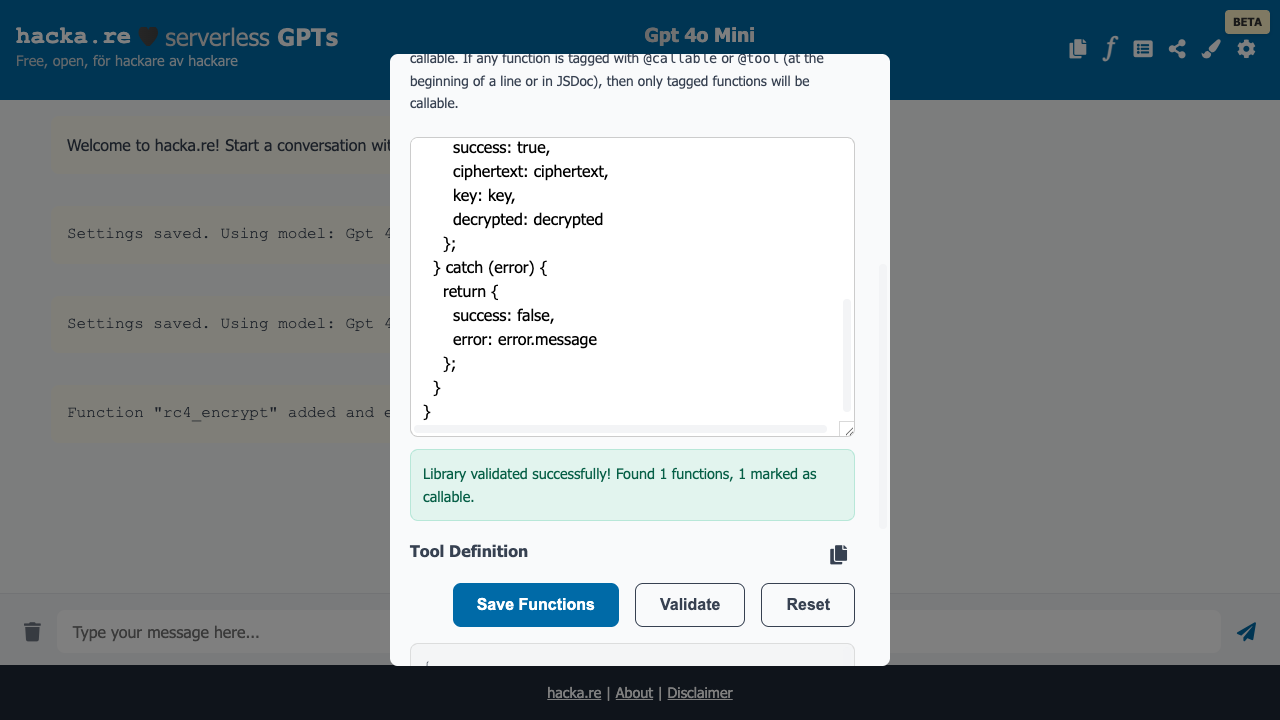 BETA
hacka.re 🖤 serverless GPTs
Free, open, för hackare av hackare
Gpt 4o Mini
callable. If any function is tagged with @callable or @tool (at the
beginning of a line or in JSDoc), then only tagged functions will be
callable.
Welcome to hacka.re! Start a conversation wit
Settings saved. Using model: Gpt 4
Settings saved. Using model: Gpt 4
Function "rc4_encrypt" added and e
success: true,
ciphertext: ciphertext,
key: key,
decrypted: decrypted
};
} catch (error) {
return {
success: false,
error: error.message
};
}
}
Library validated successfully! Found 1 functions, 1 marked as
callable.
Tool Definition
Save Functions
Validate
Reset
Type your message here...
hacka.re | About | Disclaimer